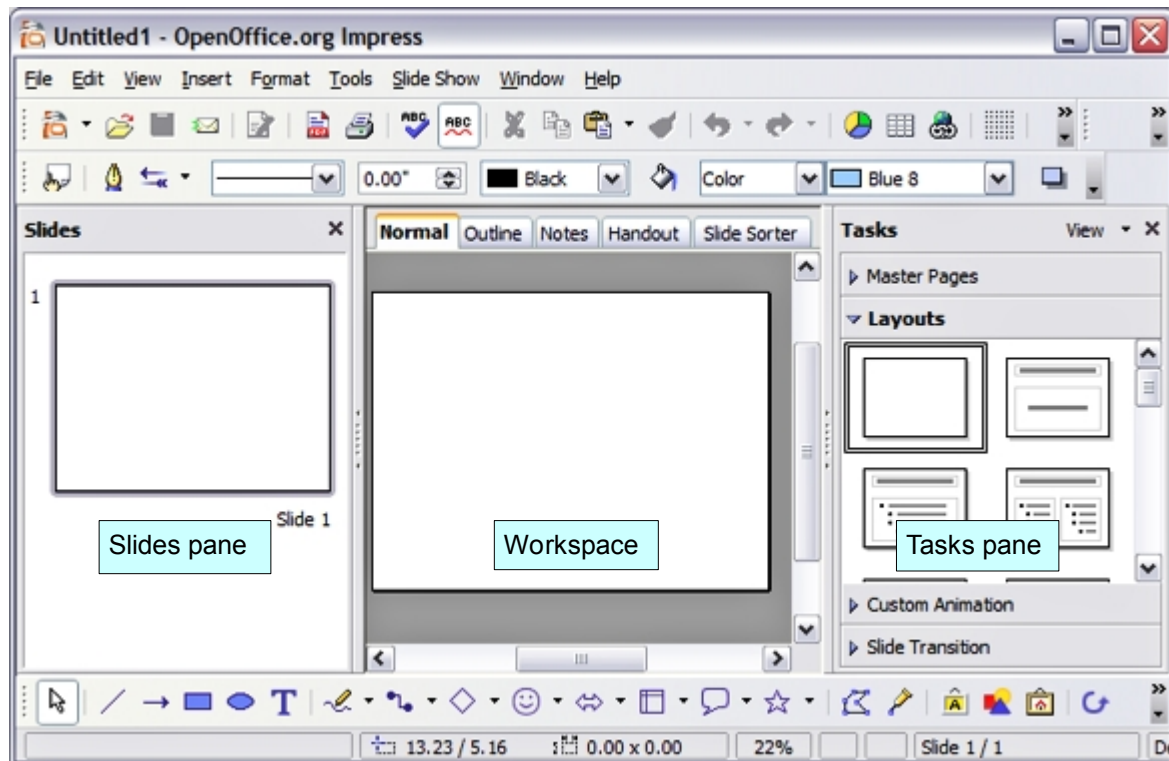 Untitled1 - OpenOffice.org Impress
File Edit View Insert Format Tools Slide Show Window Help
ABC ABC
0.00" Black Color Blue 8
Slides Normal Outline Notes Handout Slide Sorter Tasks View
Master Pages
1
Layouts
Slide 1
Slides pane Workspace Tasks pane
Custom Animation
Slide Transition
T A
13.23 / 5.16 0.00 x 0.00 22% Slide 1 / 1